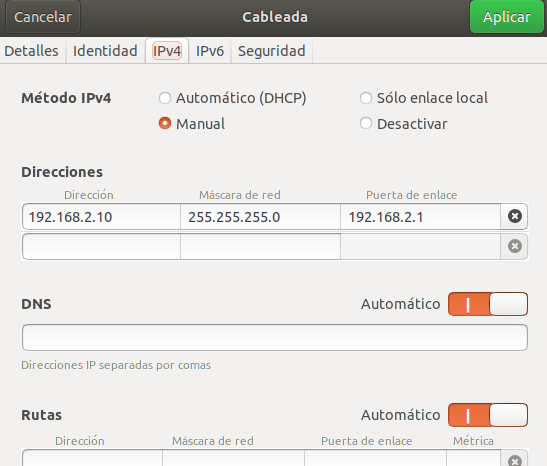 Cancelar Cableada Aplicar
Detalles Identidad IPv4 IPv6 Seguridad
Método IPv4 Automático (DHCP) Sólo enlace local
Manual Desactivar
Direcciones
Dirección Máscara de red Puerta de enlace
192.168.2.10 255.255.255.0 192.168.2.1
DNS Automático
Direcciones IP separadas por comas
Rutas Automático
Dirección Máscara de red Puerta de enlace Métrica